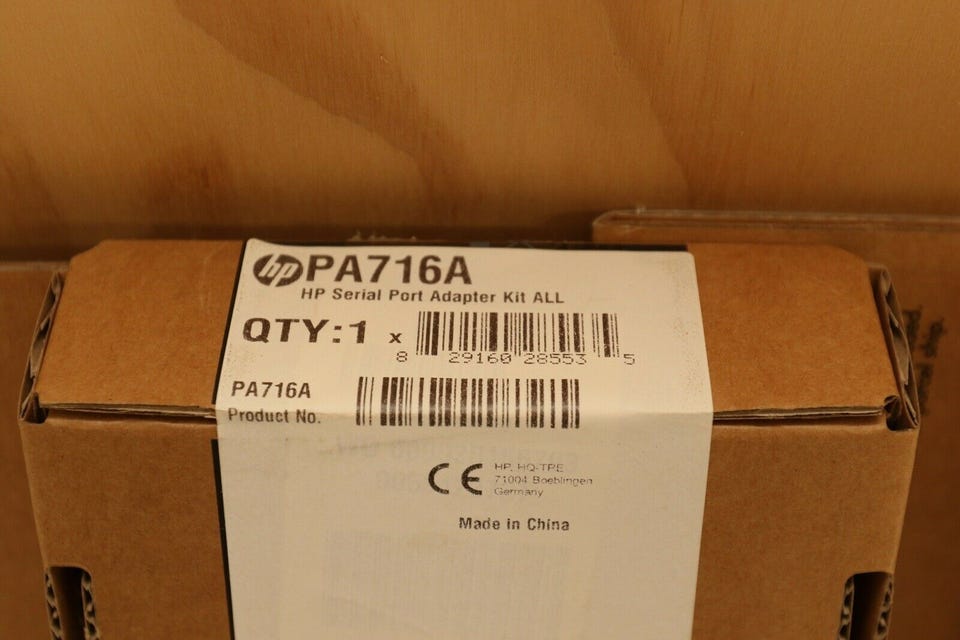 hp PA716A
HP Serial Port Adapter Kit ALL
QTY:1 x
8 29160 28553 5
PA716A
Product No.
CE HP, HQ-TRE
71004 Boeblingen
Germany
Made in China